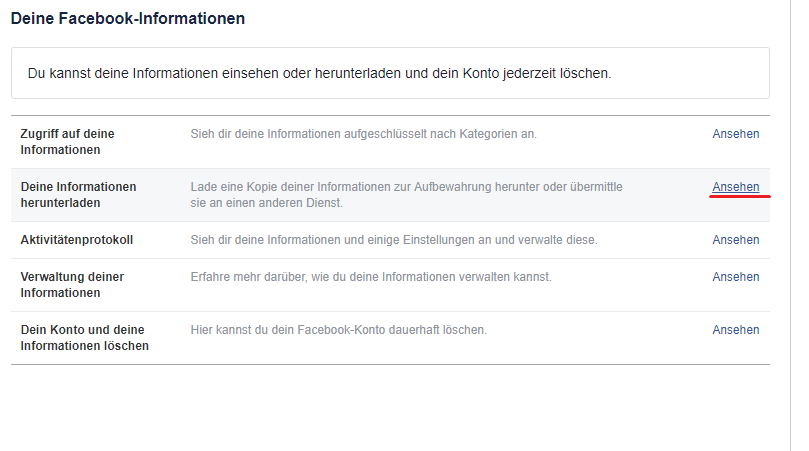 Deine Facebook-Informationen
Du kannst deine Informationen einsehen oder herunterladen und dein Konto jederzeit löschen.
Zugriff auf deine
Informationen
Sieh dir deine Informationen aufgeschlüsselt nach Kategorien an.
Ansehen
Deine Informationen
herunterladen
Lade eine Kopie deiner Informationen zur Aufbewahrung herunter oder übermittle
sie an einen anderen Dienst.
Ansehen
Aktivitätenprotokoll
Sieh dir deine Informationen und einige Einstellungen an und verwalte diese.
Ansehen
Verwaltung deiner
Informationen
Erfahre mehr darüber, wie du deine Informationen verwalten kannst.
Ansehen
Dein Konto und deine
Informationen löschen
Hier kannst du dein Facebook-Konto dauerhaft löschen.
Ansehen